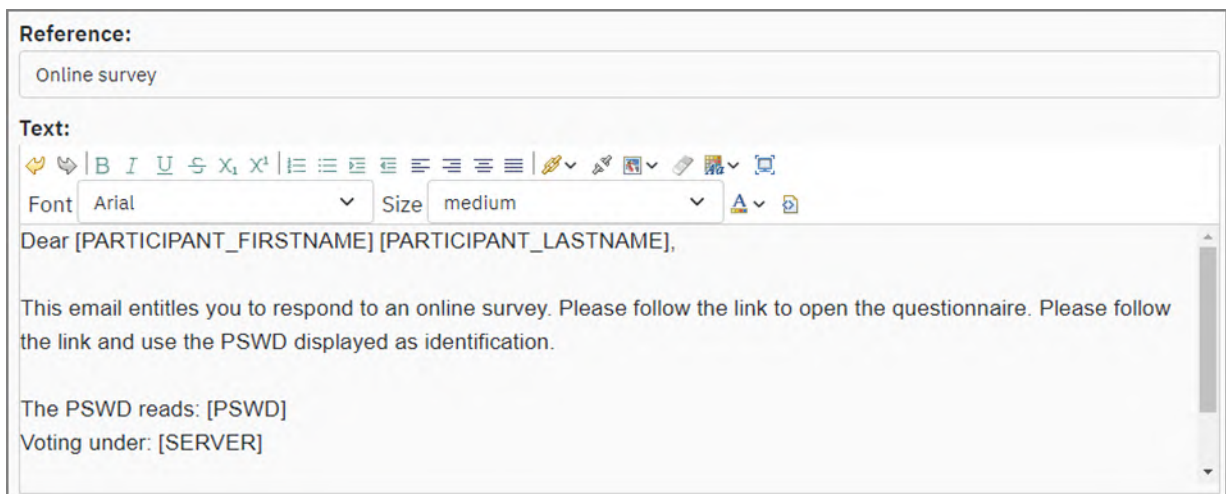 Reference:
Online survey
Text:
B I U S X₁ X¹
Font Arial Size medium A
Dear [PARTICIPANT_FIRSTNAME] [PARTICIPANT_LASTNAME],
This email entitles you to respond to an online survey. Please follow the link to open the questionnaire. Please follow
the link and use the PSWD displayed as identification.
The PSWD reads: [PSWD]
Voting under: [SERVER]